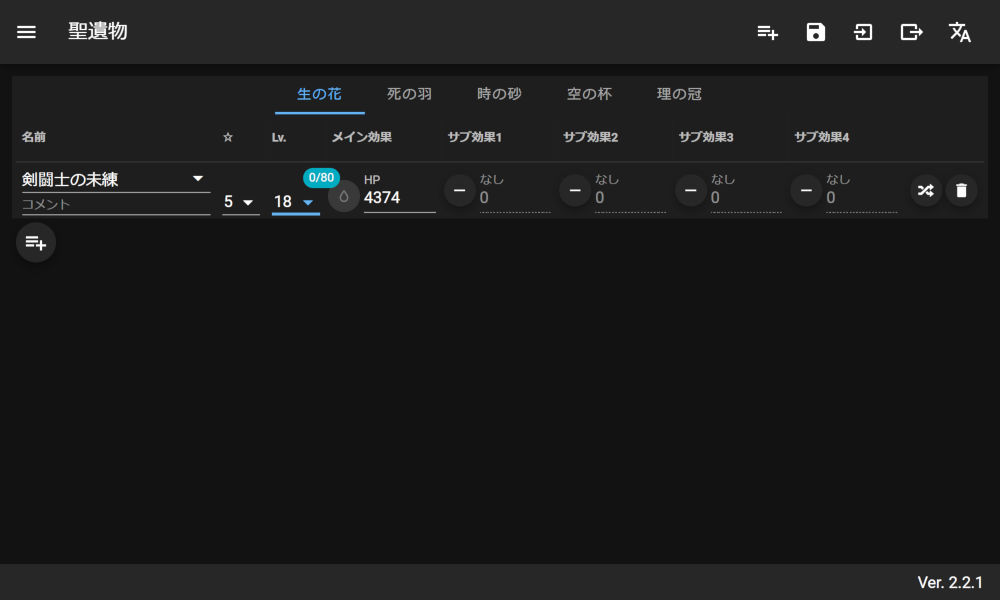 聖遺物
生の花 死の羽 時の砂 空の杯 理の冠
名前 ☆ Lv. メイン効果 サブ効果1 サブ効果2 サブ効果3 サブ効果4
剣闘士の未練 0/80 HP なし なし なし なし
コメント 5 18 4374 0 0 0 0
Ver. 2.2.1